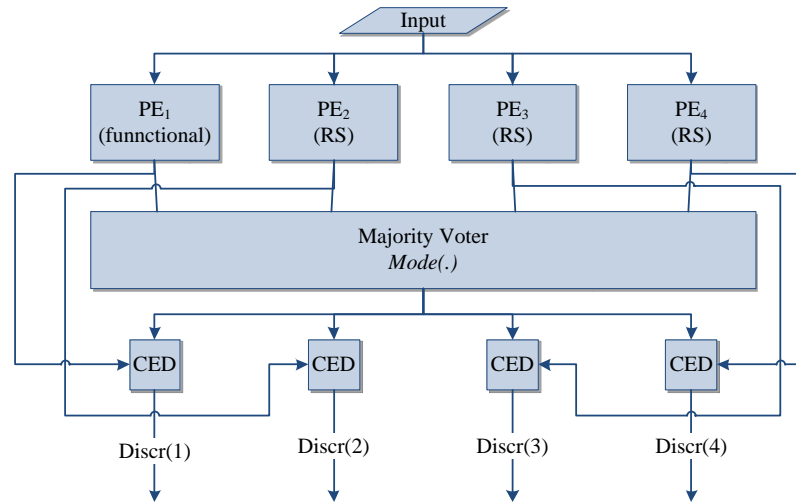 Input
PE₁
(funnctional)
PE₂
(RS)
PE₃
(RS)
PE₄
(RS)
Majority Voter
Mode(.)
CED
CED
CED
CED
Discr(1)
Discr(2)
Discr(3)
Discr(4)